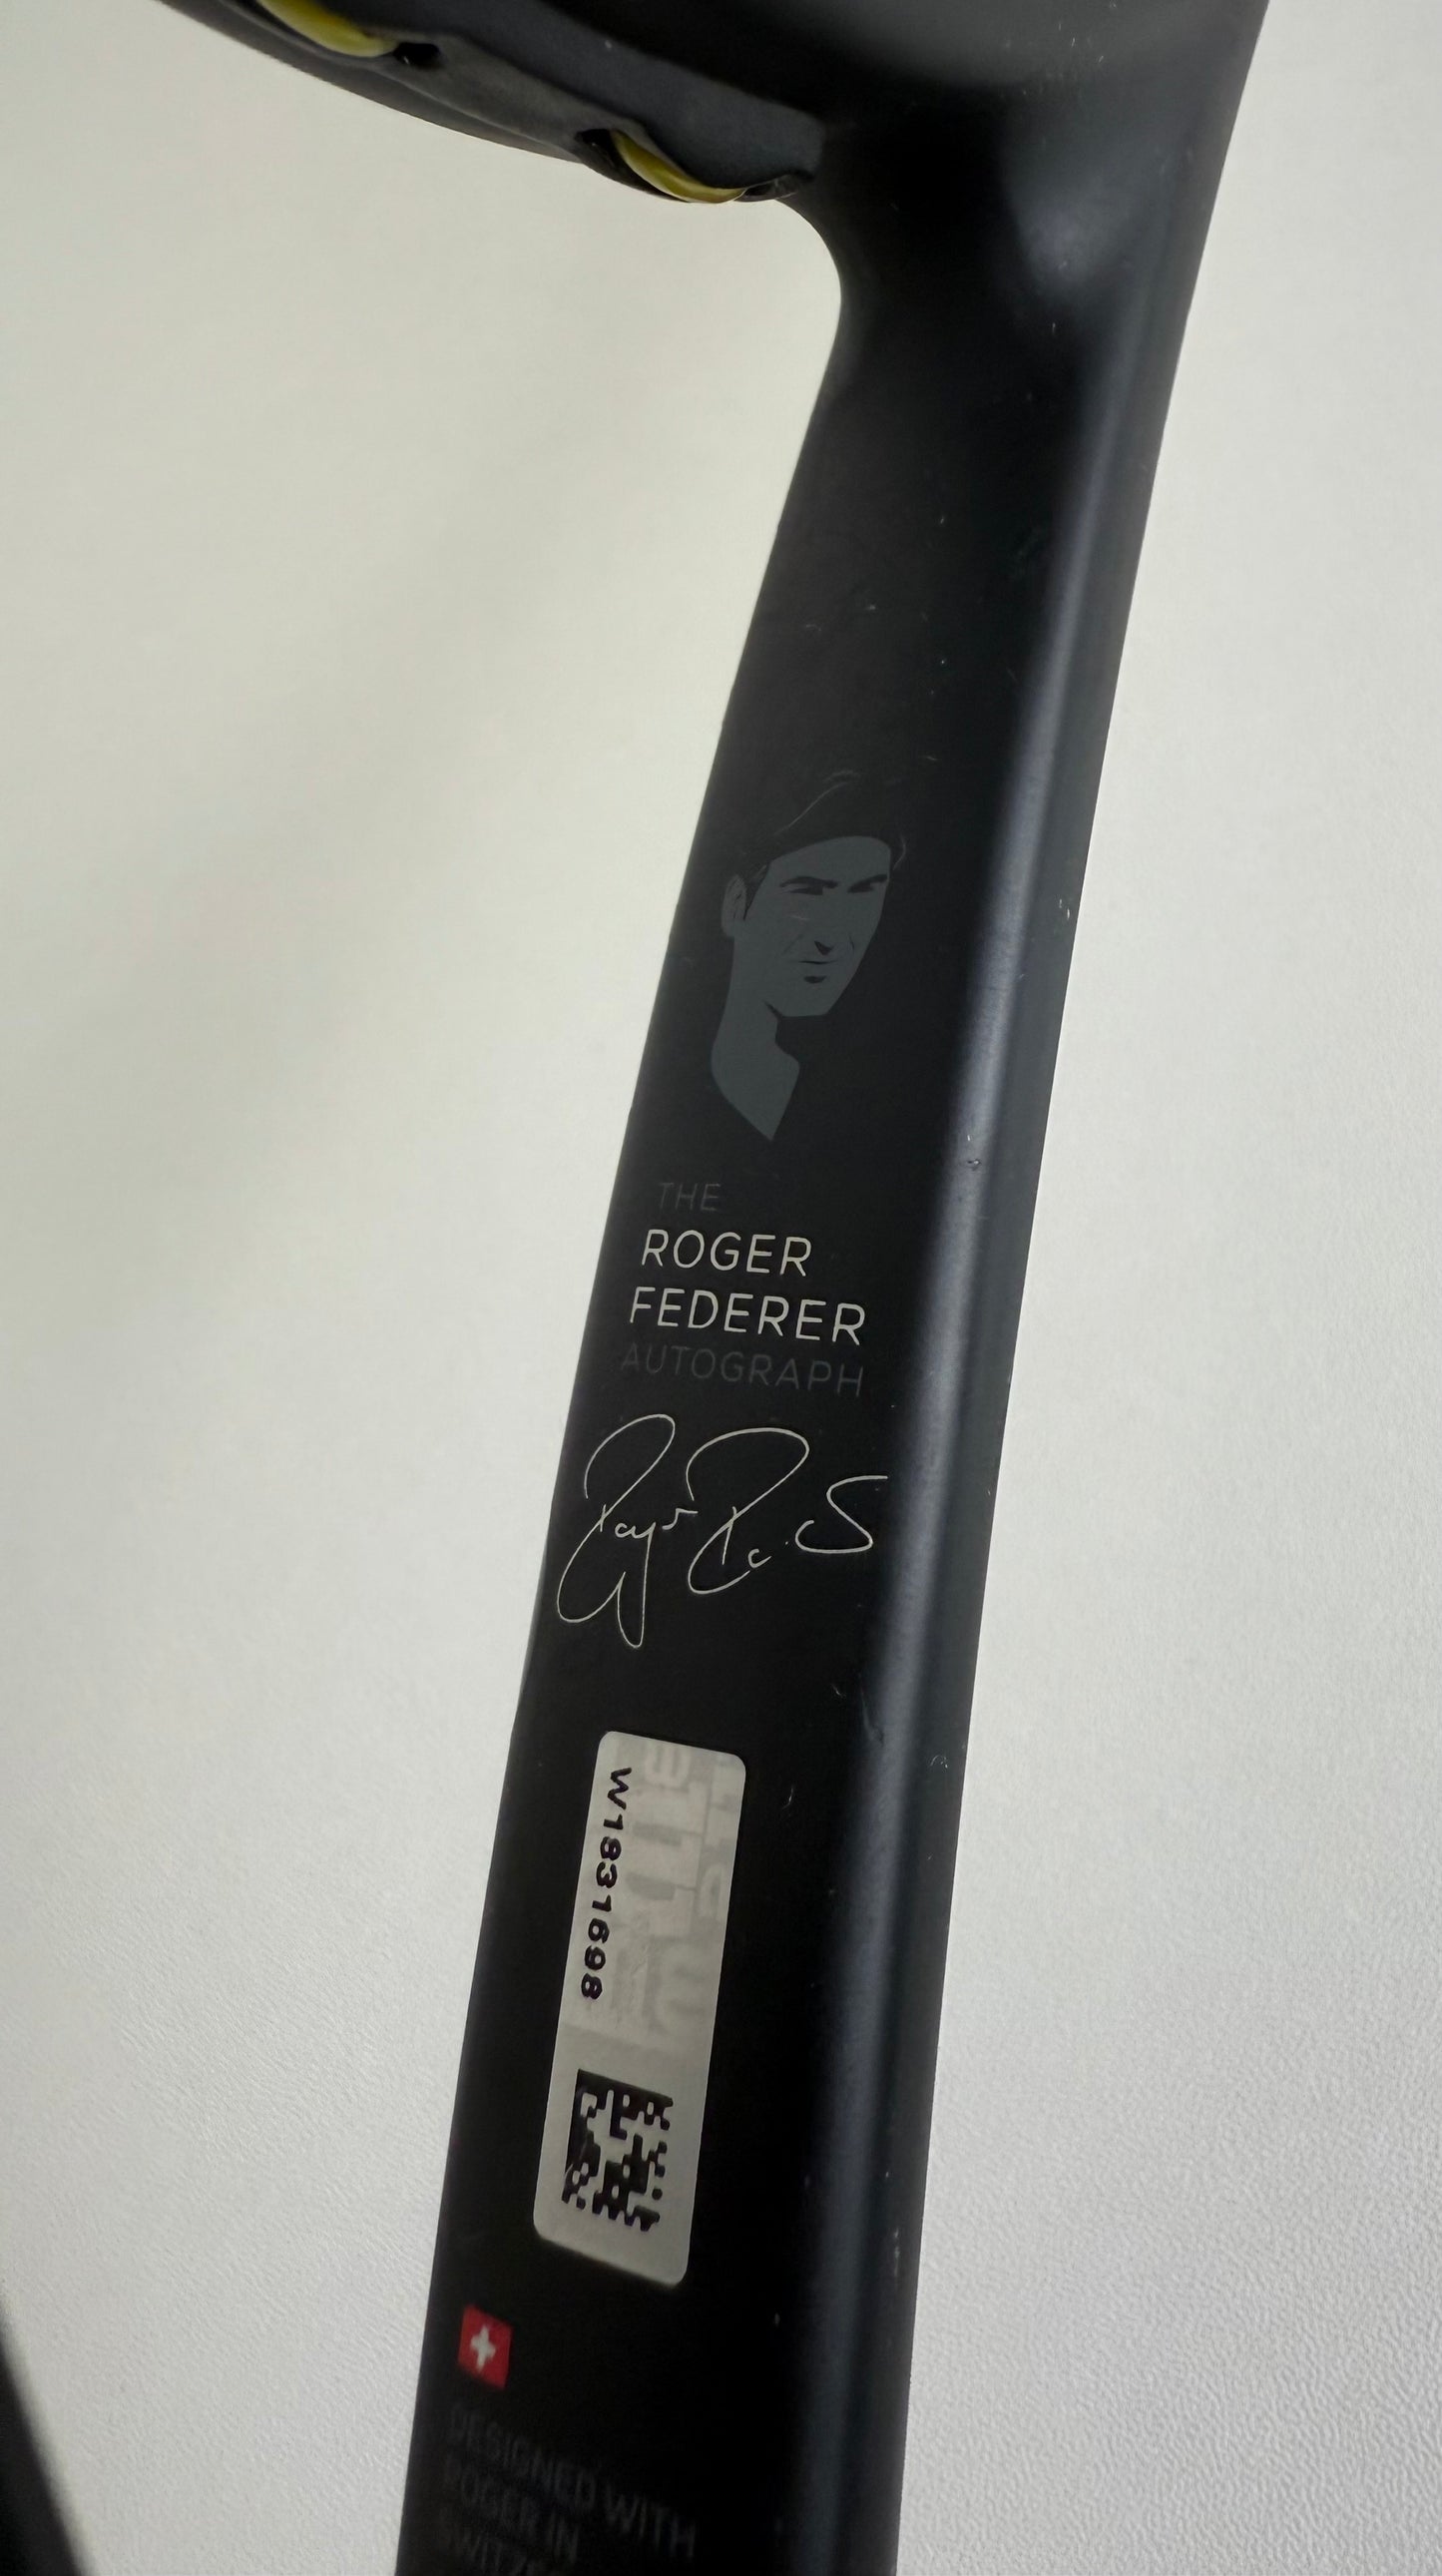 THE
ROGER
FEDERER
AUTOGRAPH
W1831698
DESIGNED WITH
ROGER IN